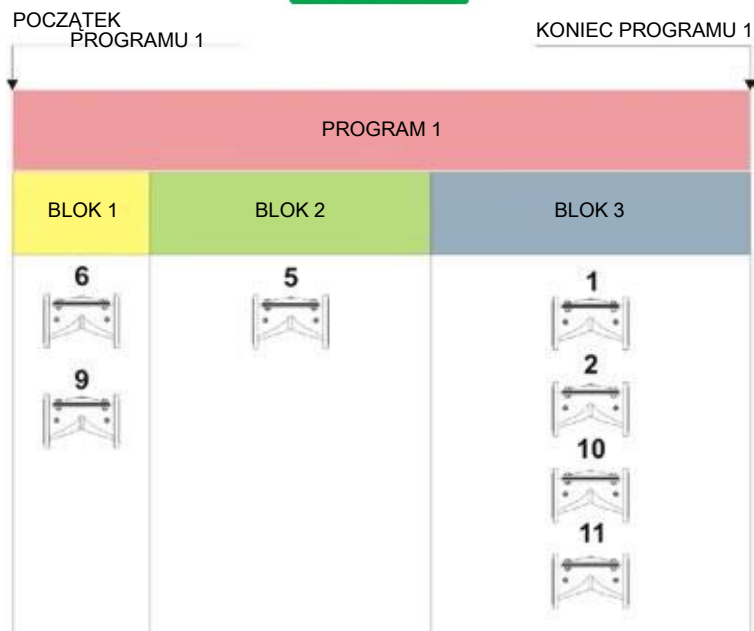 POCZĄTEK
PROGRAMU 1
KONIEC PROGRAMU 1
PROGRAM 1
BLOK 1
BLOK 2
BLOK 3
6
5
1
9
2
10
11